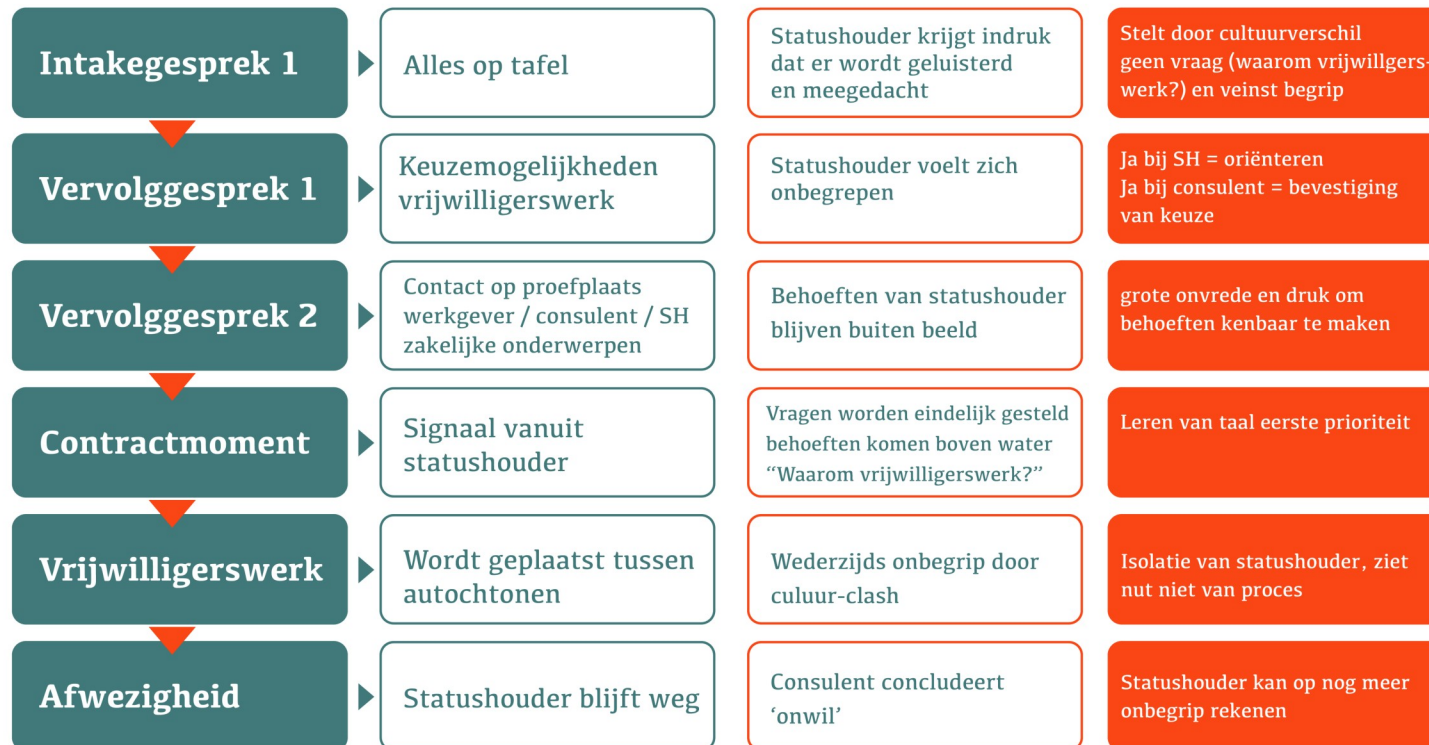 Intakegesprek 1
Alles op tafel
Statushouder krijgt indruk
dat er wordt geluisterd
en meegedacht
Stelt door cultuurverschil
geen vraag (waarom vrijwillgers-
werk?) en veinst begrip
Vervolggesprek 1
Keuzemogelijkheden
vrijwilligerswerk
Statushouder voelt zich
onbegrepen
Ja bij SH = oriënteren
Ja bij consulent = bevestiging
van keuze
Vervolggesprek 2
Contact op proefplaats
werkgever / consulent / SH
zakelijke onderwerpen
Behoeften van statushouder
blijven buiten beeld
grote onvrede en druk om
behoeften kenbaar te maken
Contractmoment
Signaal vanuit
statushouder
Vragen worden eindelijk gesteld
behoeften komen boven water
“Waarom vrijwilligerswerk?”
Leren van taal eerste prioriteit
Vrijwilligerswerk
Wordt geplaatst tussen
autochtonen
Wederzijds onbegrip door
culuur-clash
Isolatie van statushouder, ziet
nut niet van proces
Afwezigheid
Statushouder blijft weg
Consulent concludeert
‘onwil’
Statushouder kan op nog meer
onbegrip rekenen